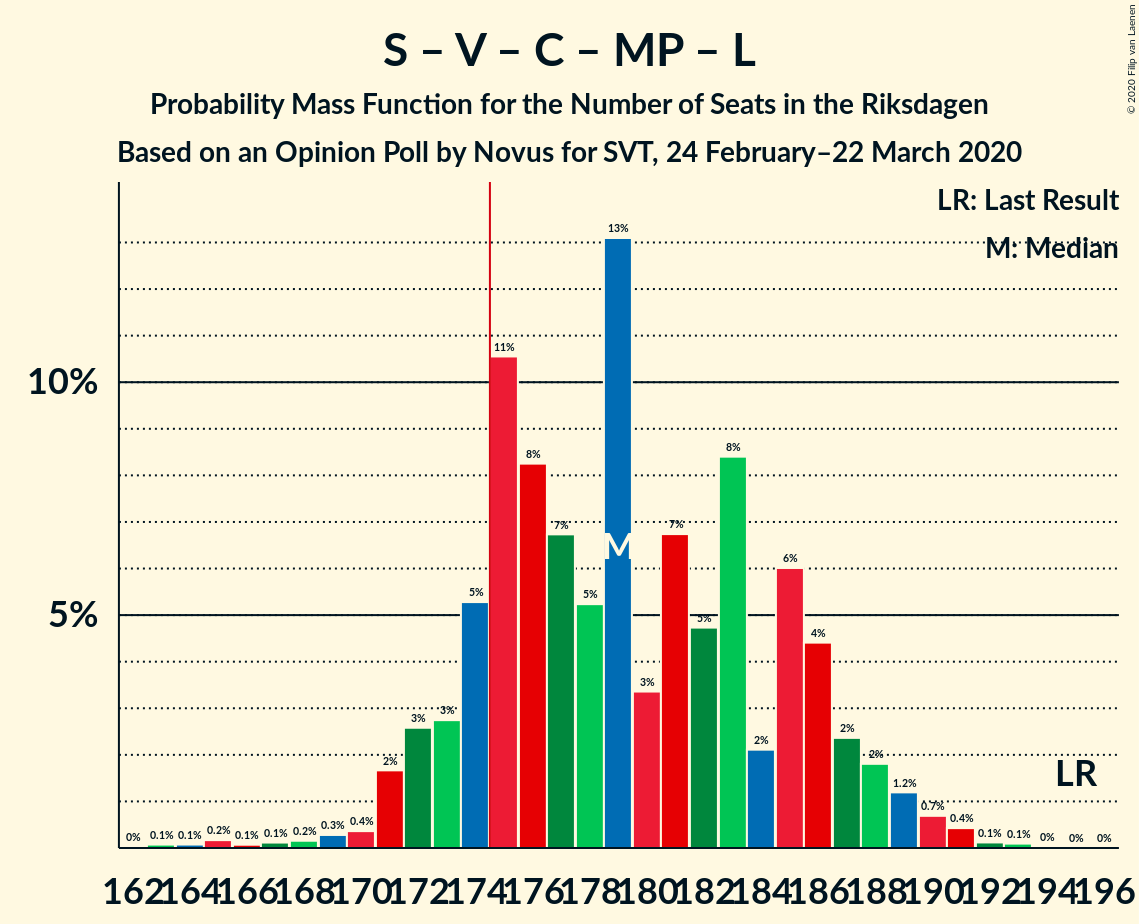 S – V – C – MP – L
Probability Mass Function for the Number of Seats in the Riksdagen
Based on an Opinion Poll by Novus for SVT, 24 February–22 March 2020
© 2020 Filip van Laenen
LR: Last Result
M: Median
13%
11%
10%
8% 8%
7% 7%
M
6%
5% 5% 5% 5%
4%
3% 3% 3%
2% 2% 2% 2%
LR
1.2%
0% 0.1% 0.1% 0.2% 0.1% 0.1% 0.2% 0.3% 0.4% 0.7% 0.4% 0.1% 0.1% 0% 0% 0%
162 164 166 168 170 172 174 176 178 180 182 184 186 188 190 192 194 196